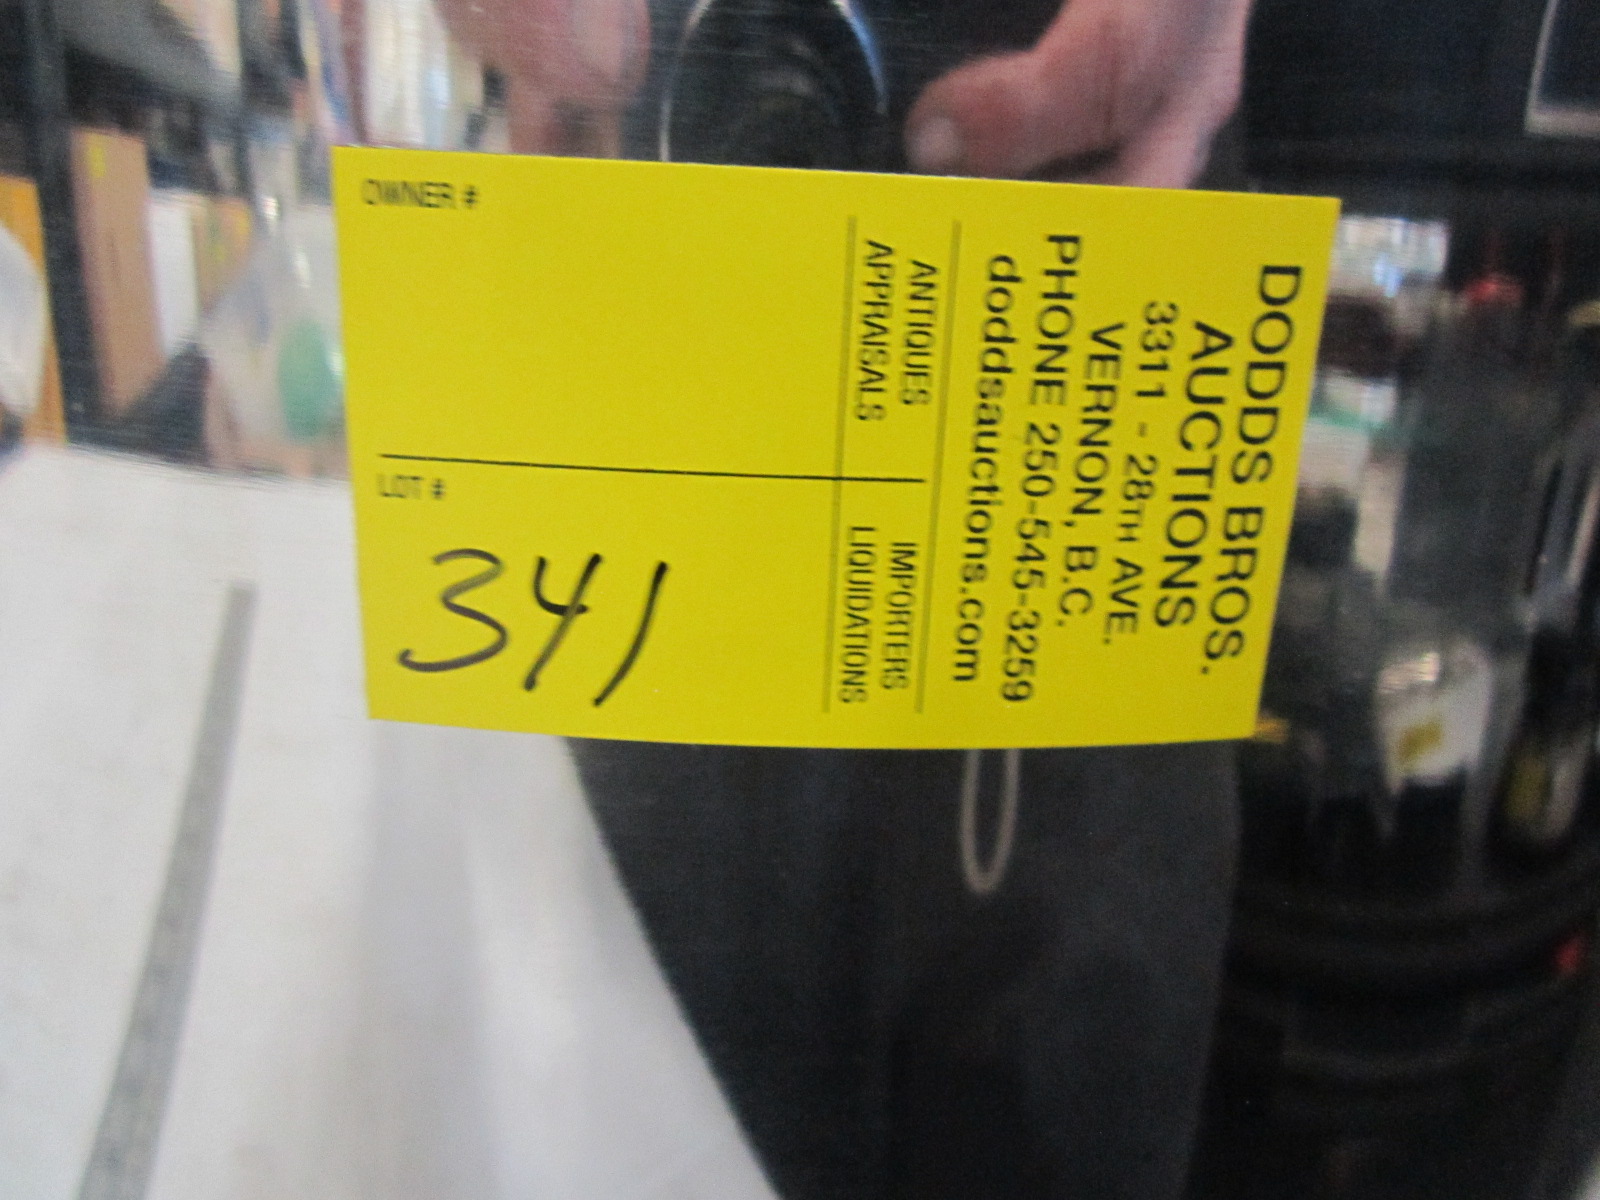 DODDS BROS.
AUCTIONS
3311 - 28TH AVE.
VERNON, B.C.
PHONE 250-545-3259
doddsauctions.com
ANTIQUES
APPRAISALS
IMPORTERS
LIQUIDATIONS
OWNER #
LOT #
341